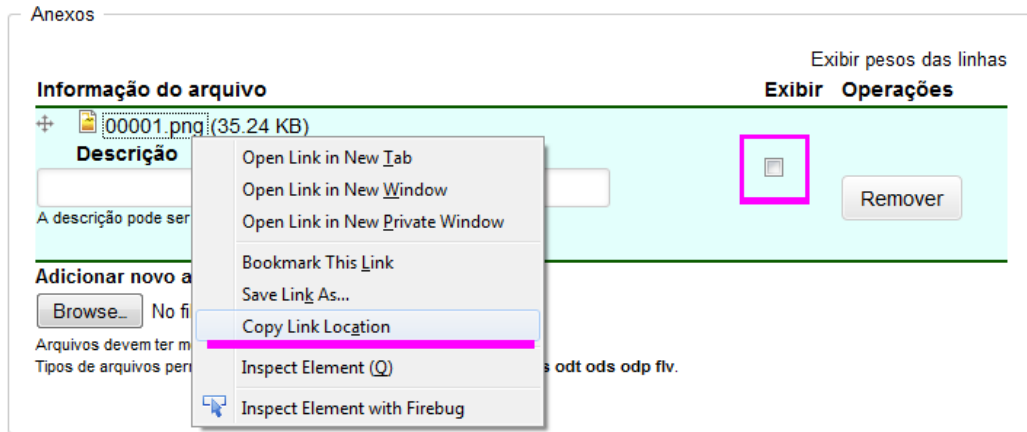 Anexos
Exibir pesos das linhas
Informação do arquivo Exibir Operações
00001.png (35.24 KB)
Descrição
Open Link in New Tab
Open Link in New Window
Remover
A descrição pode ser
Open Link in New Private Window
Bookmark This Link
Adicionar novo a
Save Link As...
Browse_ No fi
Copy Link Location
Arquivos devem ter m
Tipos de arquivos per
Inspect Element (Q)
s odt ods odp flv.
Inspect Element with Firebug